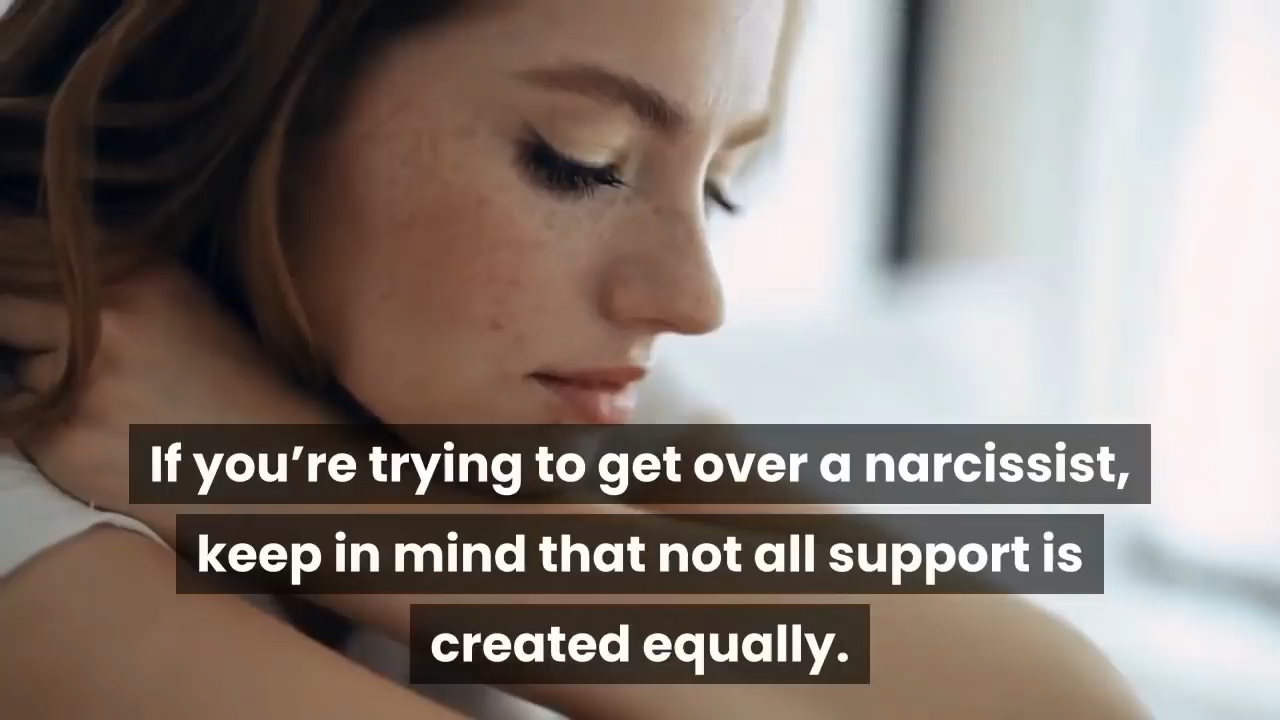 If you’re trying to get over a narcissist,
keep in mind that not all support is
created equally.